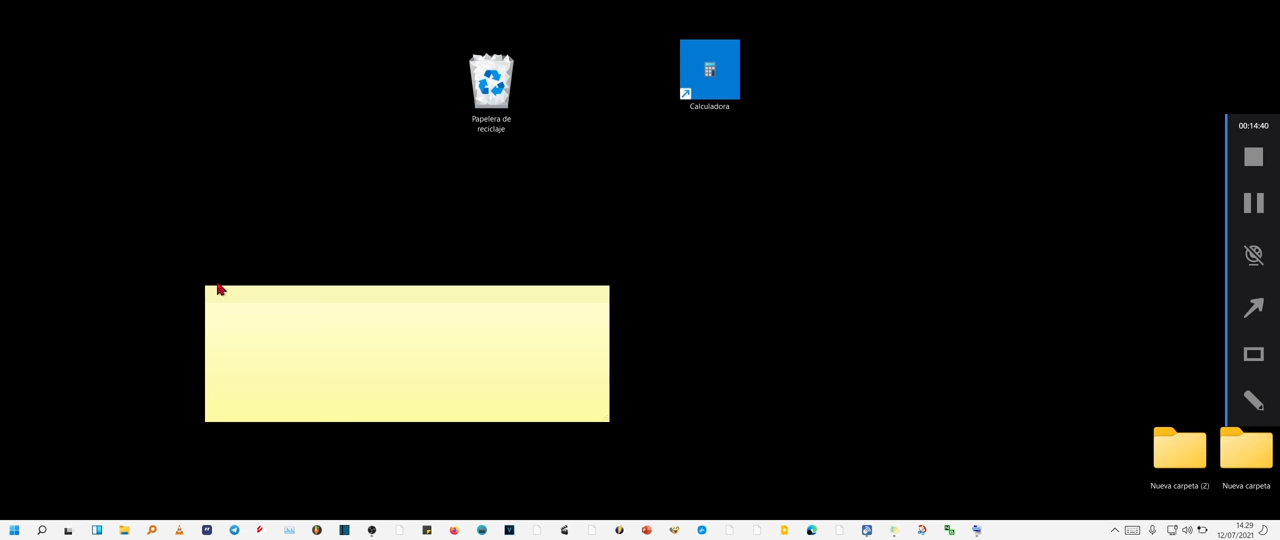 Papelera de
reciclaje
Calculadora
00:14:40
Nueva carpeta (2)
Nueva carpeta
14.29
12/07/2021